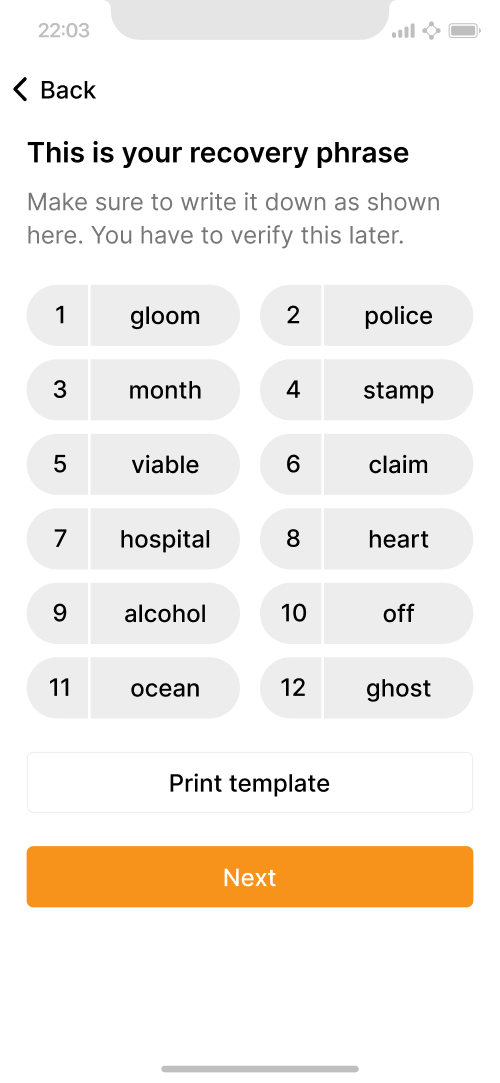 22:03
Back
This is your recovery phrase
Make sure to write it down as shown
here. You have to verify this later.
1 gloom 2 police
3 month 4 stamp
5 viable 6 claim
7 hospital 8 heart
9 alcohol 10 off
11 ocean 12 ghost
Print template
Next